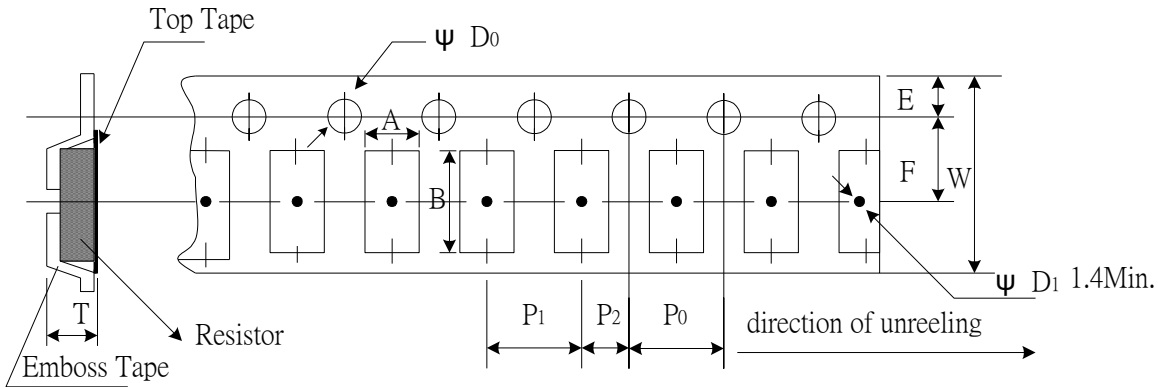 Top Tape
Ψ D0
E
A
F
W
B
Ψ D1 1.4Min.
T
P1
P2
P0
Resistor
direction of unreeling
Emboss Tape